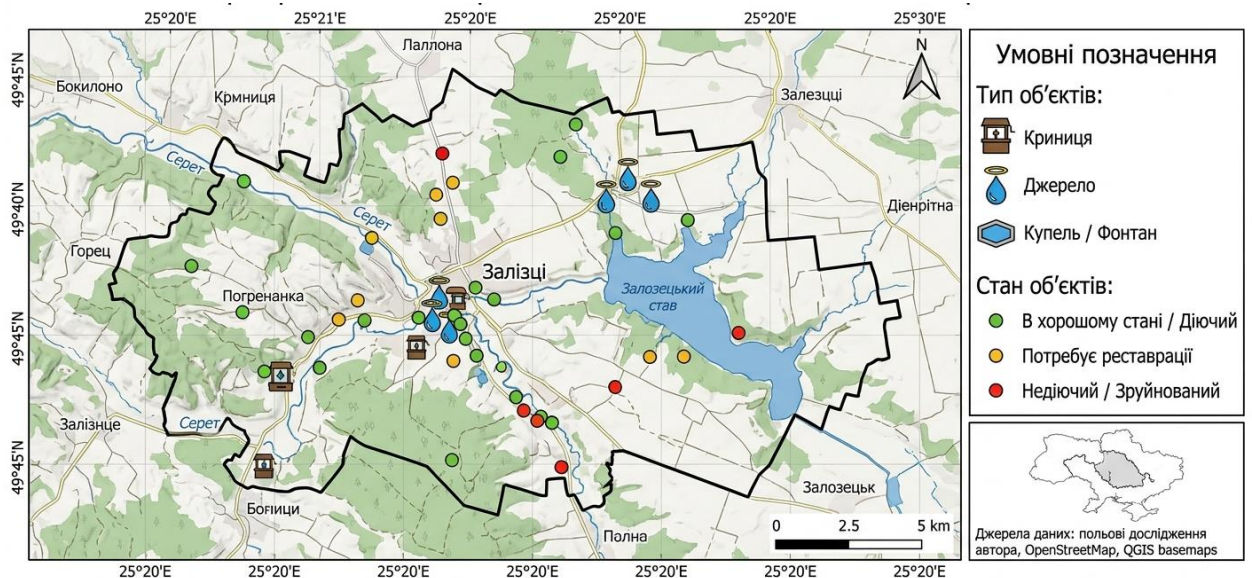 25°20'E 25°21'E 25°20'E 25°20'E 25°20'E 25°30'E
49°45'N
49°40'N
49°45'N
49°45'N
Лаллона
Бокилоно
Крмниця
Залезцці
N
Серет
Серет
Діенрітна
Горец
Залізці
Погренанка
Залозецький
став
Залізнце
Серет
Боғиици
Залозецьк
Полна
0 2.5 5 km
25°20'E 25°20'E 25°20'E 25°20'E 25°20'E 25°20'E 25°20'E
Умовні позначення
Тип об'єктів:
Криниця
Джерело
Купель / Фонтан
Стан об'єктів:
В хорошому стані / Діючий
Потребує реставрації
Недіючий / Зруйнований
Джерела даних: польові дослідження
автора, OpenStreetMap, QGIS basemaps